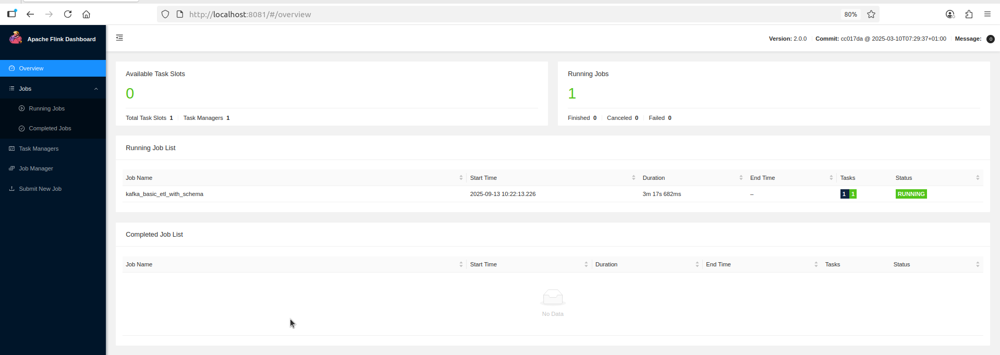 http://localhost:8081/#/overview
80%
Apache Flink Dashboard
Version: 2.0.0 Commit: cc017da @ 2025-03-10T07:29:37+01:00 Message: 0
Overview
Jobs
Running Jobs
Completed Jobs
Task Managers
Job Manager
Submit New Job
Available Task Slots
0
Total Task Slots 1 Task Managers 1
Running Jobs
1
Finished 0 Canceled 0 Failed 0
Running Job List
Job Name Start Time Duration End Time Tasks Status
kafka_basic_etl_with_schema 2025-09-13 10:22:13.226 3m 17s 682ms – 1 1 RUNNING
Completed Job List
Job Name Start Time Duration End Time Tasks Status
No Data